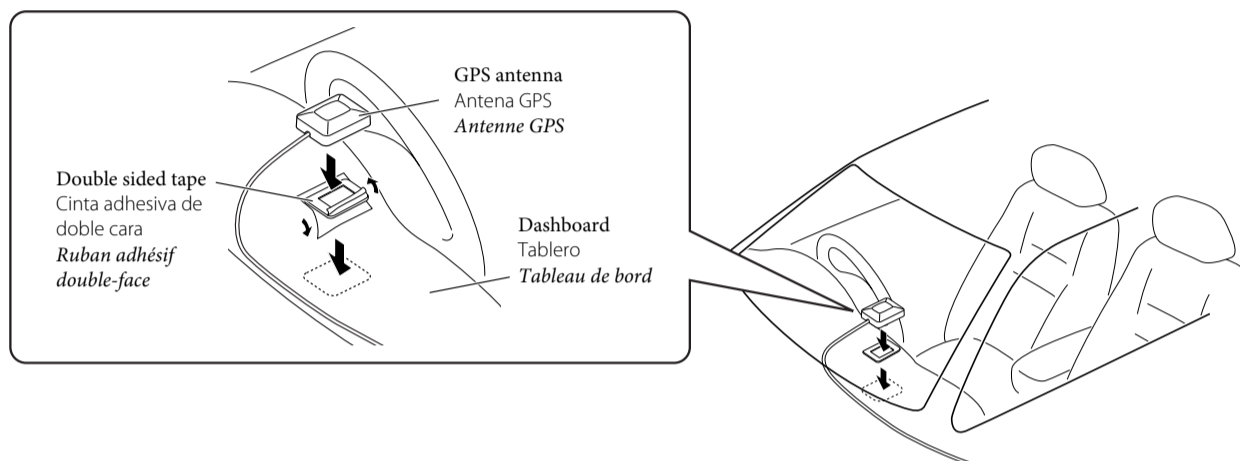 GPS antenna
Antena GPS
Antenne GPS
Double sided tape
Cinta adhesiva de
doble cara
Ruban adhésif
double-face
Dashboard
Tablero
Tableau de bord